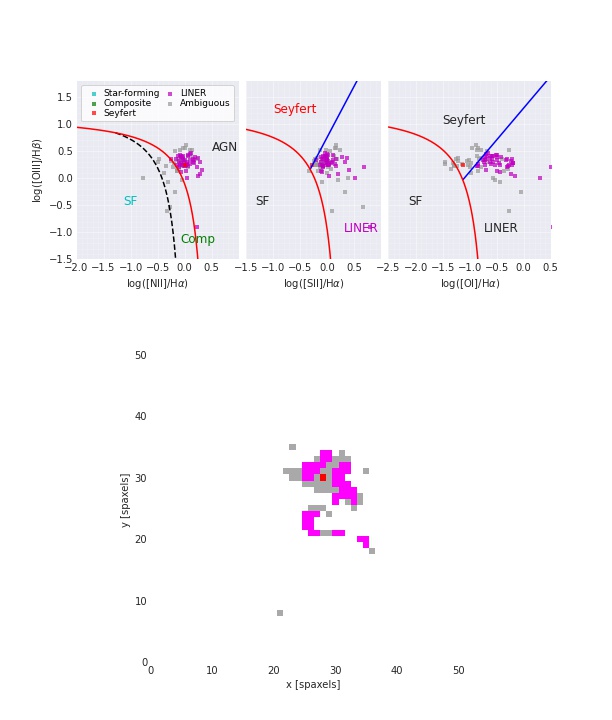 Star-forming
Composite
Seyfert
LINER
Ambiguous
log([OIII]/Hβ)
1.5
1.0
0.5
0.0
−0.5
−1.0
−1.5
AGN
SF
Comp
−2.0 −1.5 −1.0 −0.5 0.0 0.5
log([NII]/Hα)
Seyfert
SF
LINER
−1.5 −1.0 −0.5 0.0 0.5
log([SII]/Hα)
Seyfert
SF
LINER
−2.5 −2.0 −1.5 −1.0 −0.5 0.0 0.5
log([OI]/Hα)
y [spaxels]
50
40
30
20
10
0
0 10 20 30 40 50
x [spaxels]